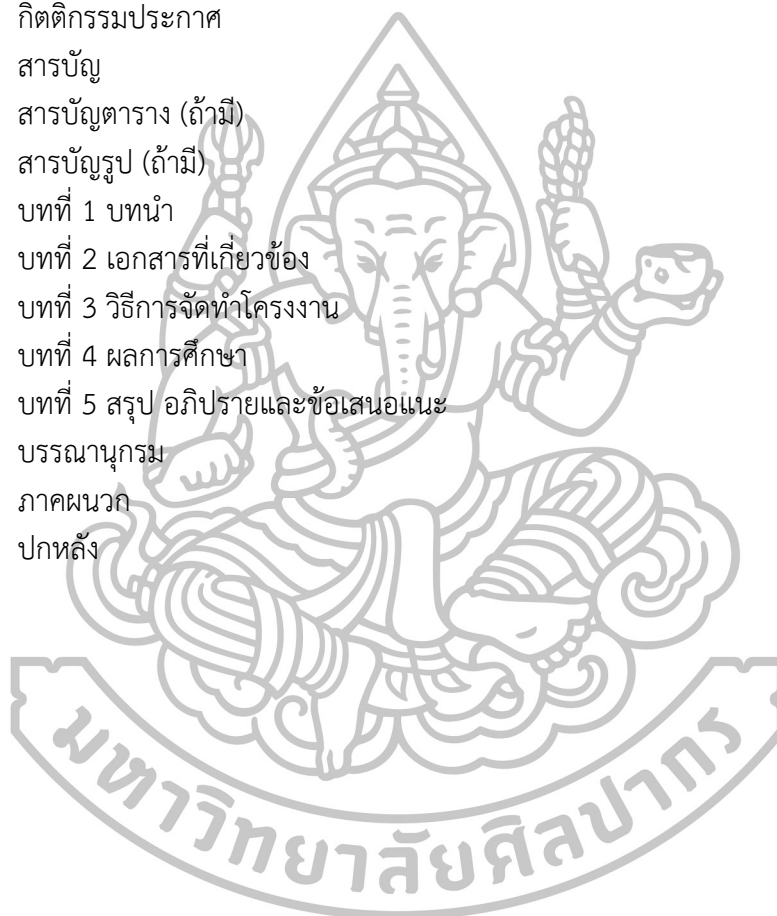 กิตติกรรมประกาศ
สารบัญ
สารบัญตาราง (ถ้ามี)
สารบัญรูป (ถ้ามี)
บทที่ 1 บทนำ
บทที่ 2 เอกสารที่เกี่ยวข้อง
บทที่ 3 วิธีการจัดทำโครงงาน
บทที่ 4 ผลการศึกษา
บทที่ 5 สรุป อภิปรายและข้อเสนอแนะ
บรรณานุกรม
ภาคผนวก
ปกหลัง
มหาวิทยาลัยศิลปากร